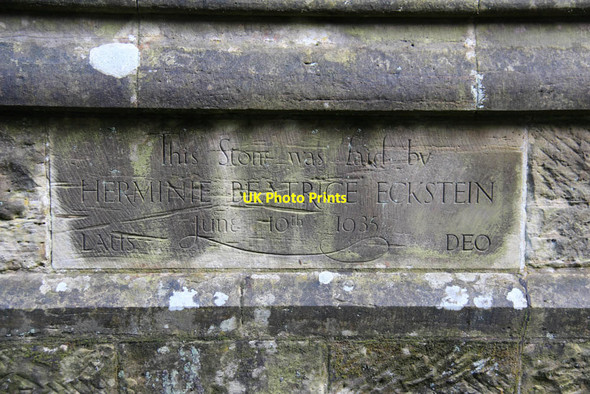 This Stone was laid by
HERMINIE BEATRICE ECKSTEIN
UK Photo Prints
June 10th 1935
LAUS DEO